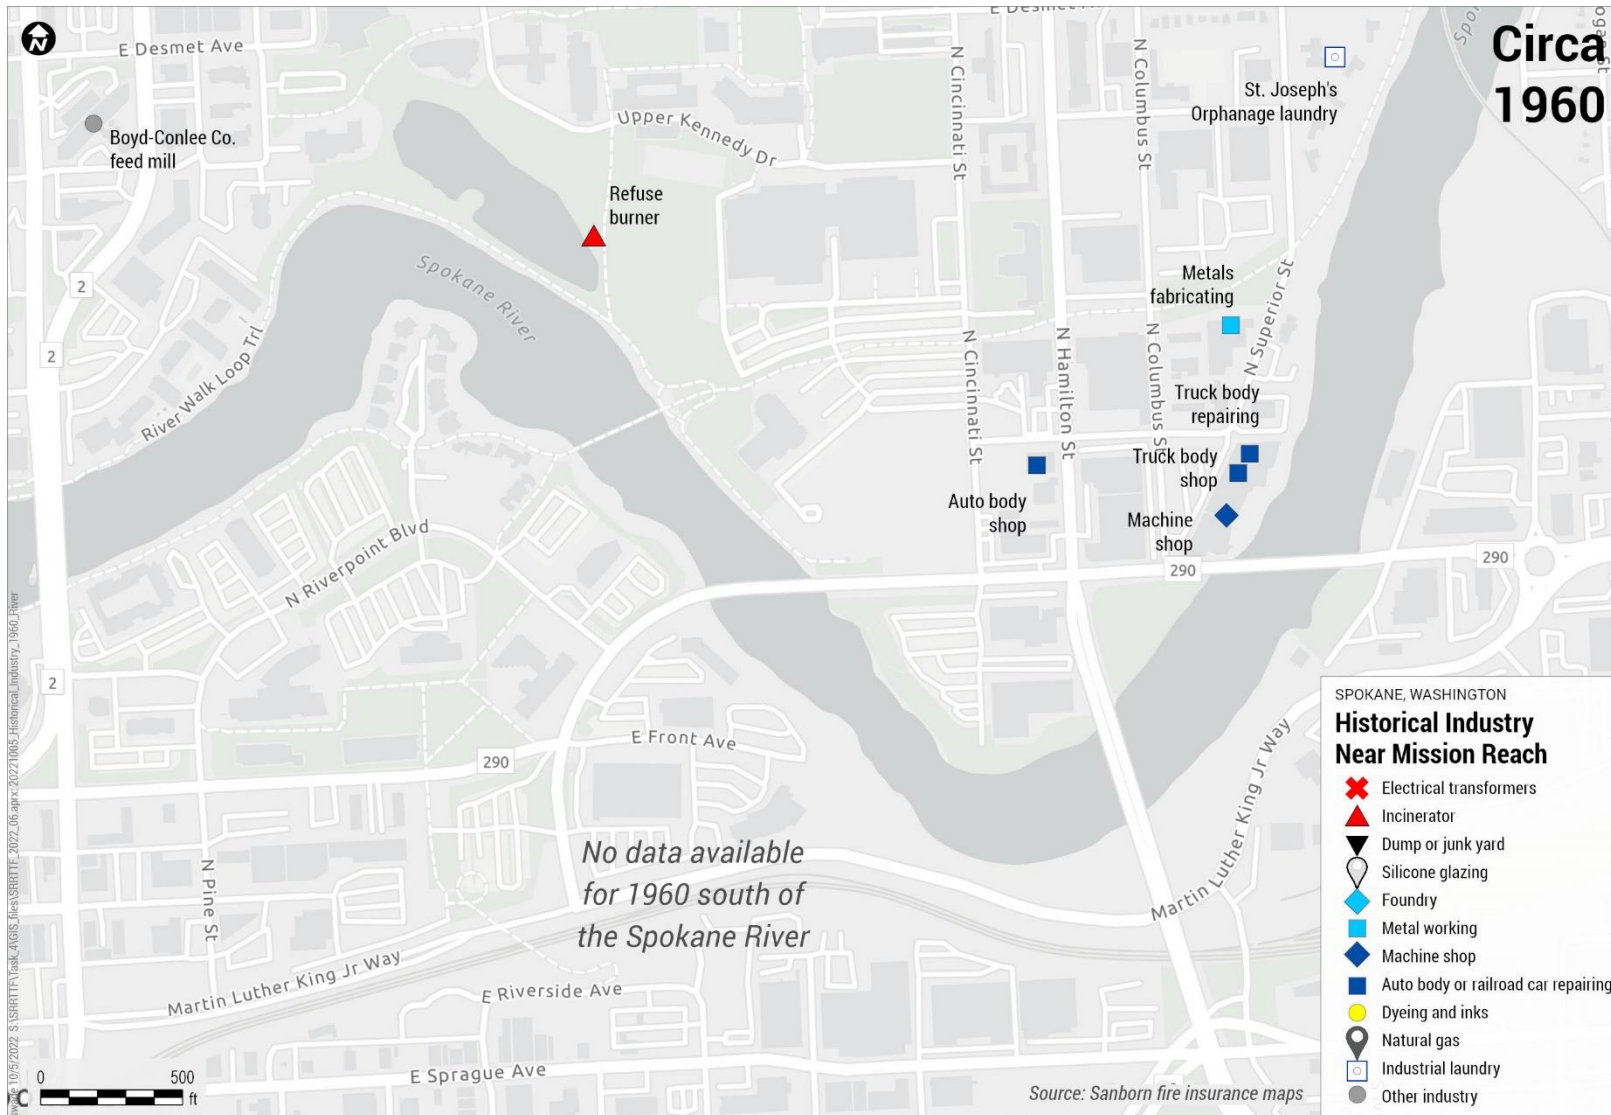 Circa
1960
N
E Desmet Ave
E Desmet
Boyd-Conlee Co.
feed mill
Upper Kennedy Dr
N Cincinnati St
N Columbus St
St. Joseph's
Orphanage laundry
Refuse
burner
Spokane River
2
2
River Walk Loop Trl
Metals
fabricating
N Superior St
N Cincinnati St
N Hamilton St
N Columbus St
Truck body
repairing
Truck body
shop
Auto body
shop
Machine
shop
290
290
N Riverpoint Blvd
2
E Front Ave
290
N Pine St
No data available
for 1960 south of
the Spokane River
Martin Luther King Jr Way
Martin Luther King Jr Way
E Riverside Ave
E Sprague Ave
0 500
ft
Source: Sanborn fire insurance maps
SPOKANE, WASHINGTON
Historical Industry
Near Mission Reach
Electrical transformers
Incinerator
Dump or junk yard
Silicone glazing
Foundry
Metal working
Machine shop
Auto body or railroad car repairing
Dyeing and inks
Natural gas
Industrial laundry
Other industry